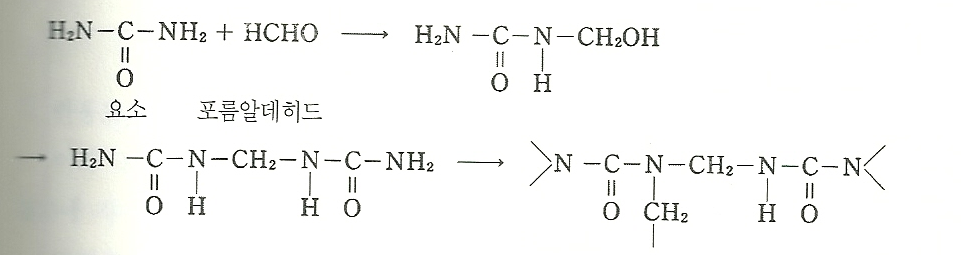 H₂N－C－NH₂ + HCHO ⟶ H₂N －C－N－CH₂OH
|| || |
O O H
요소 포름알데히드
→ H₂N －C－N－CH₂－N－C－NH₂ ⟶ N －C－N－CH₂－N－C－N
|| | | || || | | ||
O H H O O CH₂ H O
|